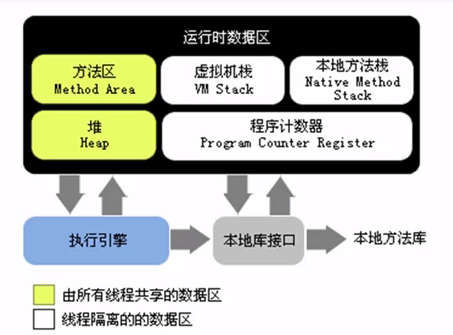 运行时数据区
方法区
Method Area
虚拟机栈
VM Stack
本地方法栈
Native Method
Stack
堆
Heap
程序计数器
Program Counter Register
执行引擎
本地库接口
本地方法库
由所有线程共享的数据区
线程隔离的的数据区